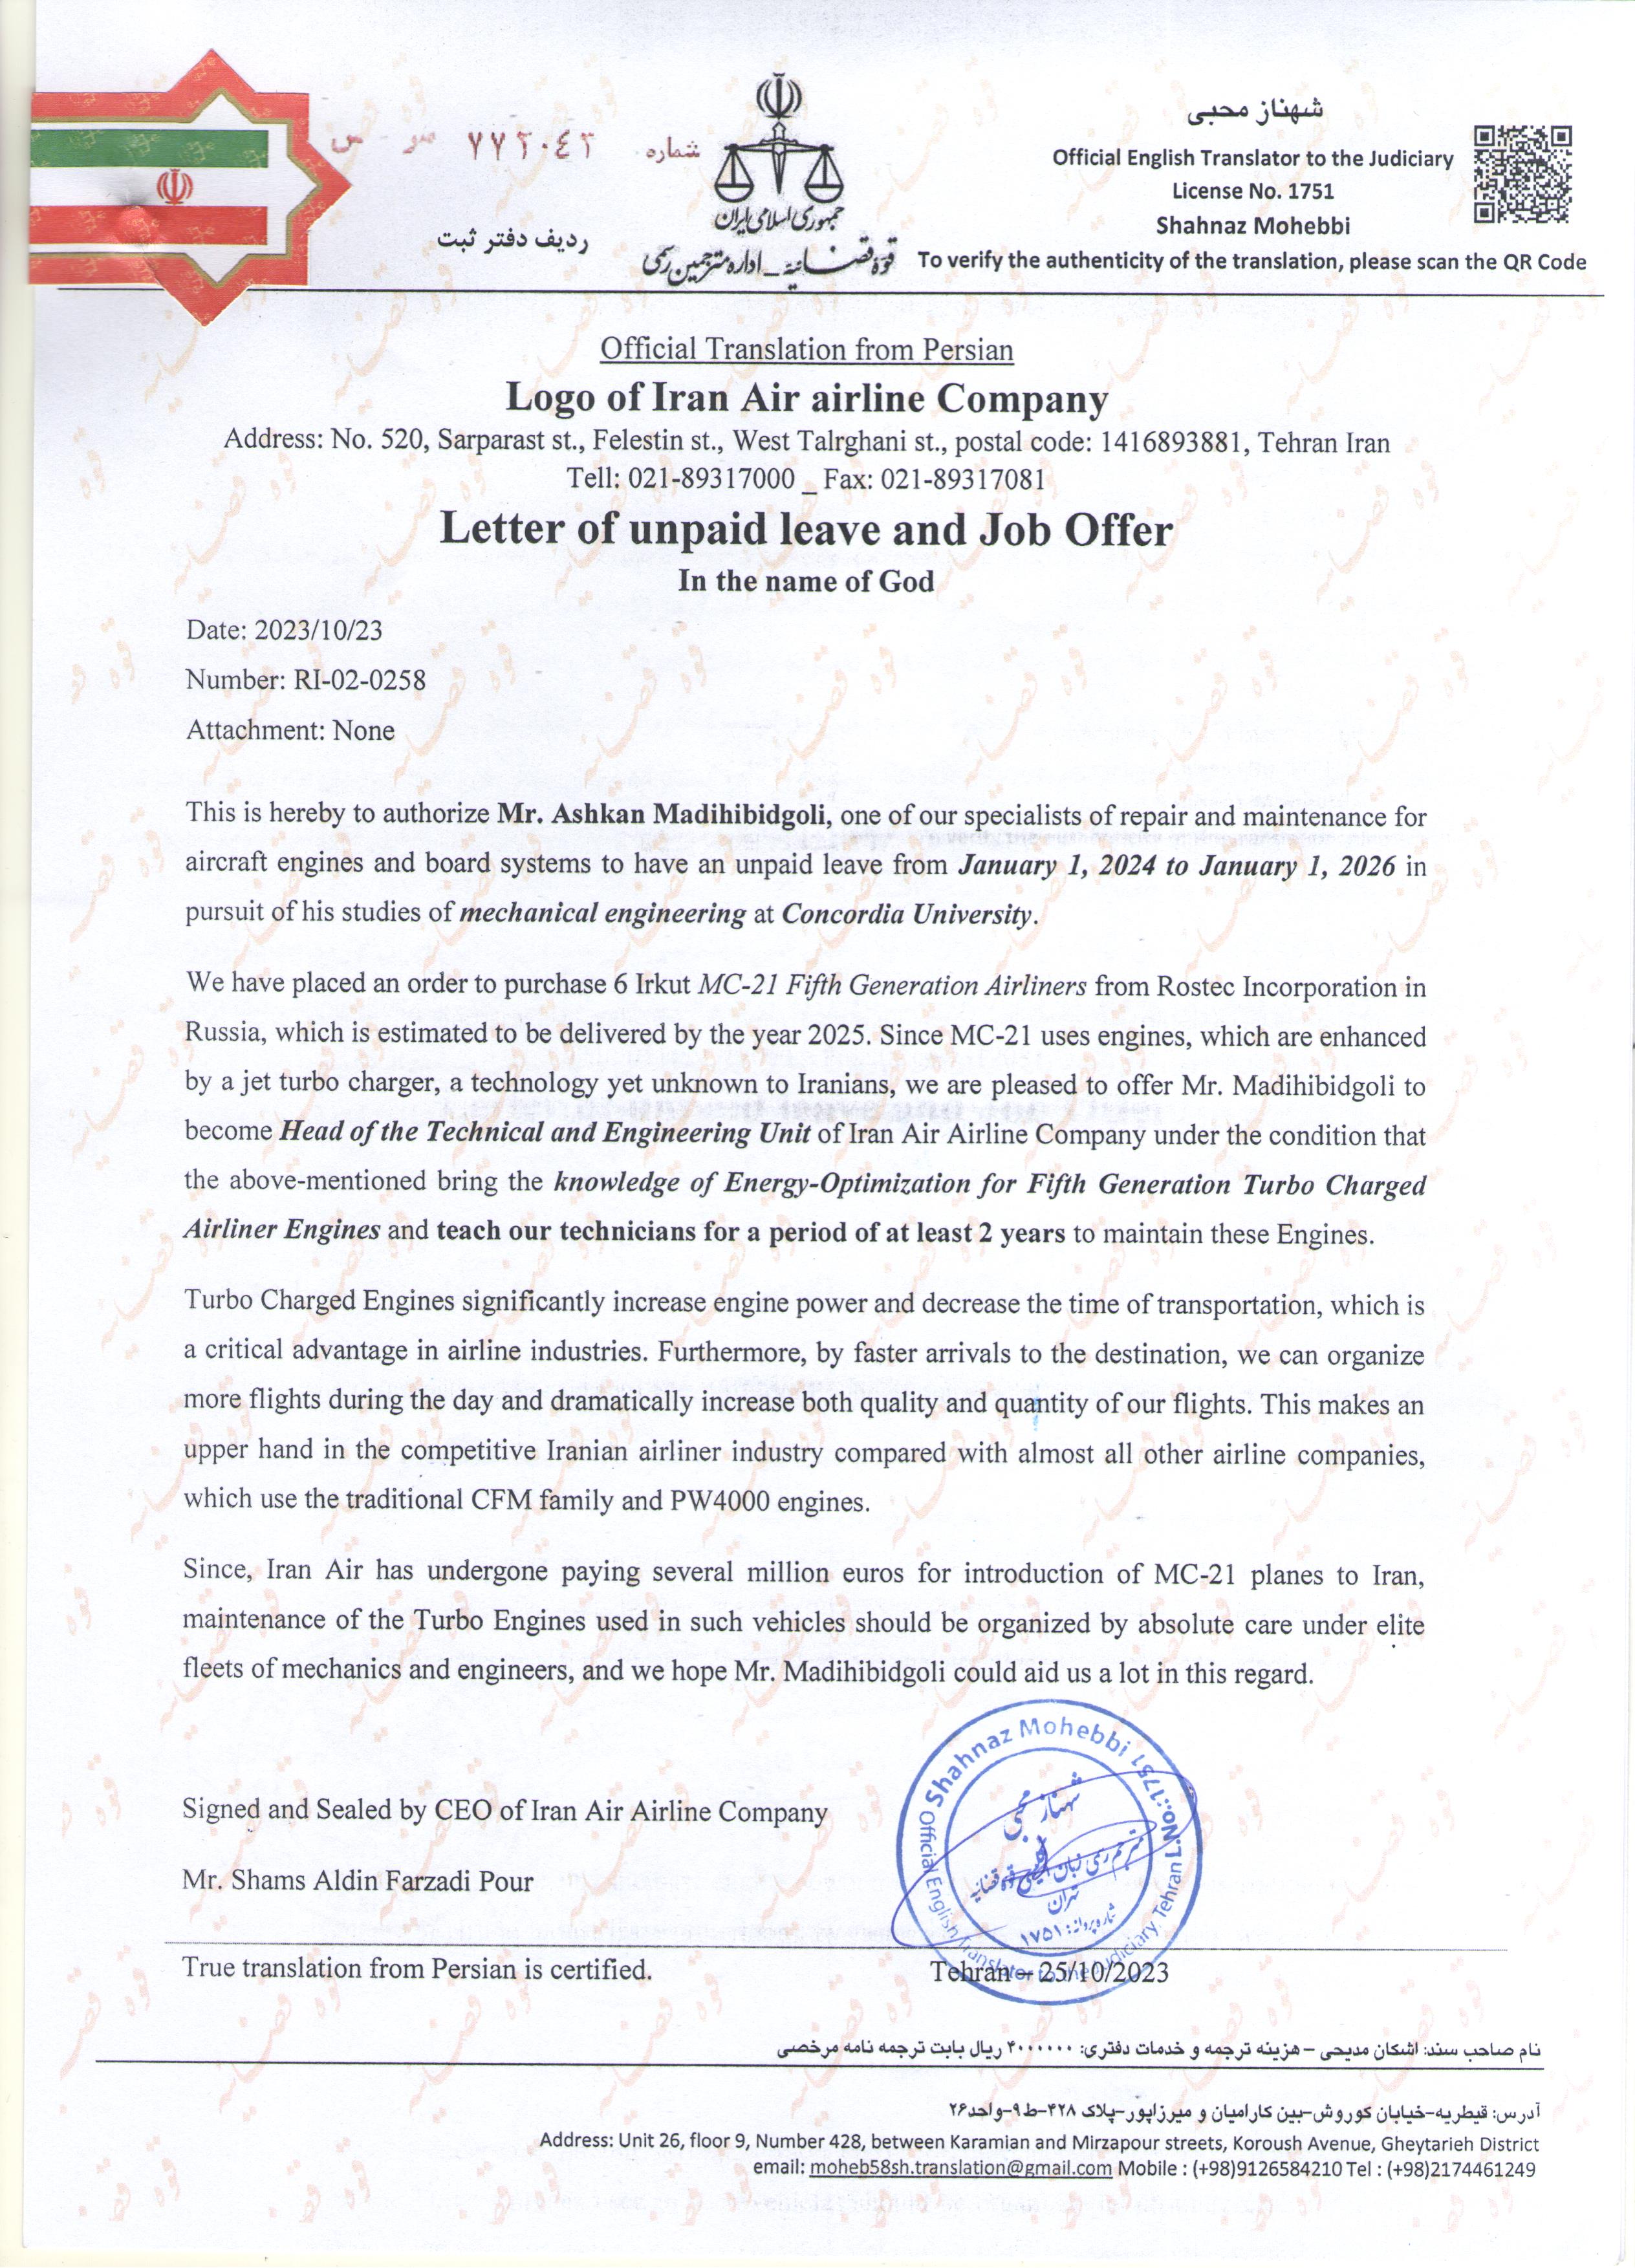 شماره ۷۷۲۰۴۳ س
ردیف دفتر ثبت
جمهوری اسلامی ایران
قوه قضائیه - اداره مترجمین رسمی
شهناز محبی
Official English Translator to the Judiciary
License No. 1751
Shahnaz Mohebbi
To verify the authenticity of the translation, please scan the QR Code
Official Translation from Persian
Logo of Iran Air airline Company
Address: No. 520, Sarparast st., Felestin st., West Talrghani st., postal code: 1416893881, Tehran Iran
Tell: 021-89317000 _ Fax: 021-89317081
Letter of unpaid leave and Job Offer
In the name of God
Date: 2023/10/23
Number: RI-02-0258
Attachment: None
This is hereby to authorize Mr. Ashkan Madihibidgoli, one of our specialists of repair and maintenance for
aircraft engines and board systems to have an unpaid leave from January 1, 2024 to January 1, 2026 in
pursuit of his studies of mechanical engineering at Concordia University.
We have placed an order to purchase 6 Irkut MC-21 Fifth Generation Airliners from Rostec Incorporation in
Russia, which is estimated to be delivered by the year 2025. Since MC-21 uses engines, which are enhanced
by a jet turbo charger, a technology yet unknown to Iranians, we are pleased to offer Mr. Madihibidgoli to
become Head of the Technical and Engineering Unit of Iran Air Airline Company under the condition that
the above-mentioned bring the knowledge of Energy-Optimization for Fifth Generation Turbo Charged
Airliner Engines and teach our technicians for a period of at least 2 years to maintain these Engines.
Turbo Charged Engines significantly increase engine power and decrease the time of transportation, which is
a critical advantage in airline industries. Furthermore, by faster arrivals to the destination, we can organize
more flights during the day and dramatically increase both quality and quantity of our flights. This makes an
upper hand in the competitive Iranian airliner industry compared with almost all other airline companies,
which use the traditional CFM family and PW4000 engines.
Since, Iran Air has undergone paying several million euros for introduction of MC-21 planes to Iran,
maintenance of the Turbo Engines used in such vehicles should be organized by absolute care under elite
fleets of mechanics and engineers, and we hope Mr. Madihibidgoli could aid us a lot in this regard.
Signed and Sealed by CEO of Iran Air Airline Company
Mr. Shams Aldin Farzadi Pour
Shahnaz Mohebbi L.No.:1751
Official English Translator to the Judiciary, Tehran
شهناز محبی
تهران
شماره پروانه: ۱۷۵۱
True translation from Persian is certified.
Tehran – 25/10/2023
نام صاحب سند: اشکان مدیحی – هزینه ترجمه و خدمات دفتری: ۴۰۰۰۰۰۰ ریال بابت ترجمه نامه مرخصی
آدرس: قیطریه-خیابان کوروش-بین کارامیان و میرزاپور-پلاک ۴۲۸-ط۹-واحد۲۶
Address: Unit 26, floor 9, Number 428, between Karamian and Mirzapour streets, Koroush Avenue, Gheytarieh District
email: moheb58sh.translation@gmail.com Mobile : (+98)9126584210 Tel : (+98)2174461249